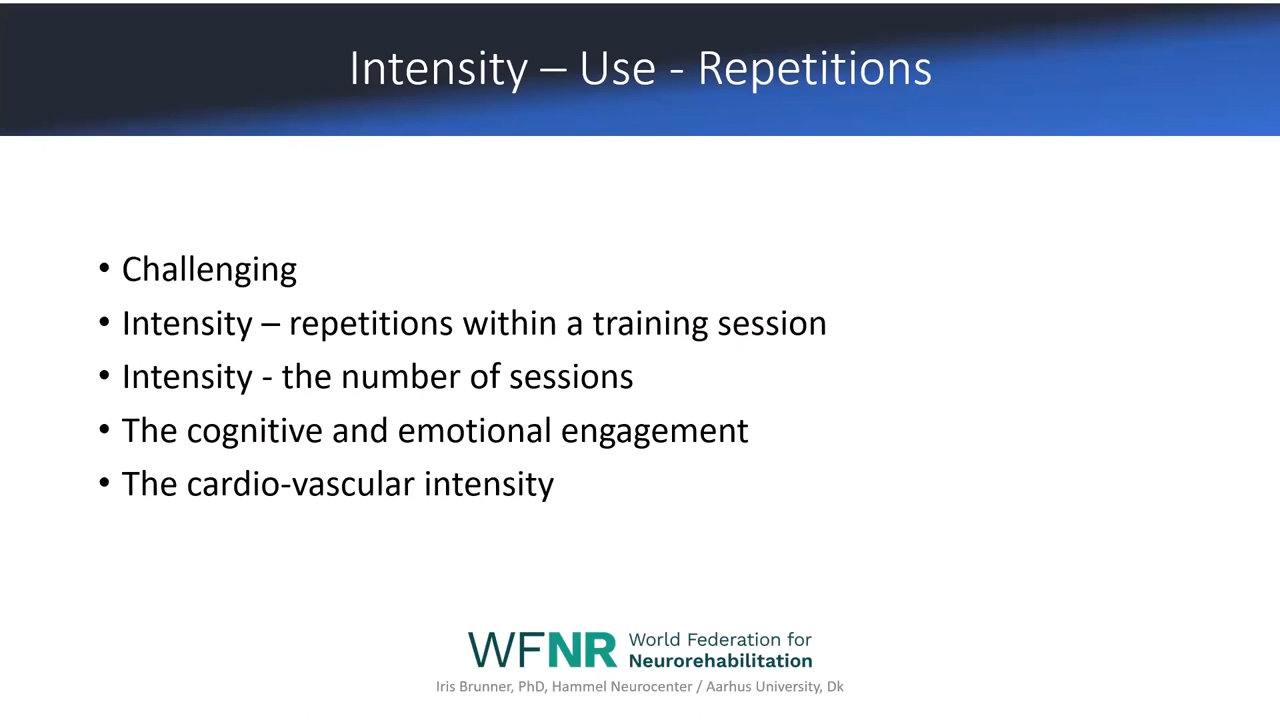 Intensity – Use - Repetitions
• Challenging
• Intensity – repetitions within a training session
• Intensity - the number of sessions
• The cognitive and emotional engagement
• The cardio-vascular intensity
WFNR World Federation for
Neurorehabilitation
Iris Brunner, PhD, Hammel Neurocenter / Aarhus University, Dk